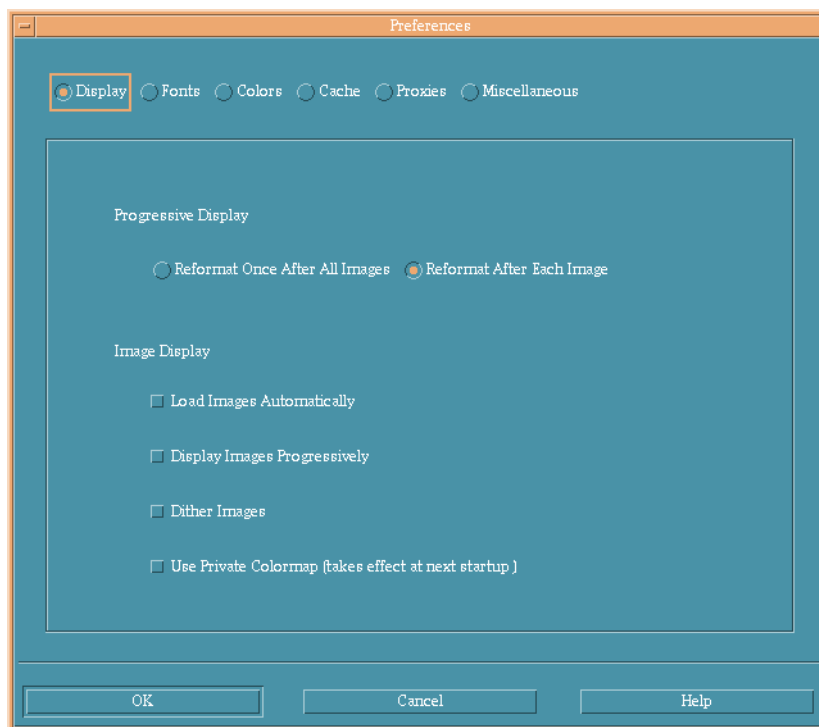 Preferences
Display Fonts Colors Cache Proxies Miscellaneous
Progressive Display
Reformat Once After All Images Reformat After Each Image
Image Display
Load Images Automatically
Display Images Progressively
Dither Images
Use Private Colormap (takes effect at next startup )
OK Cancel Help